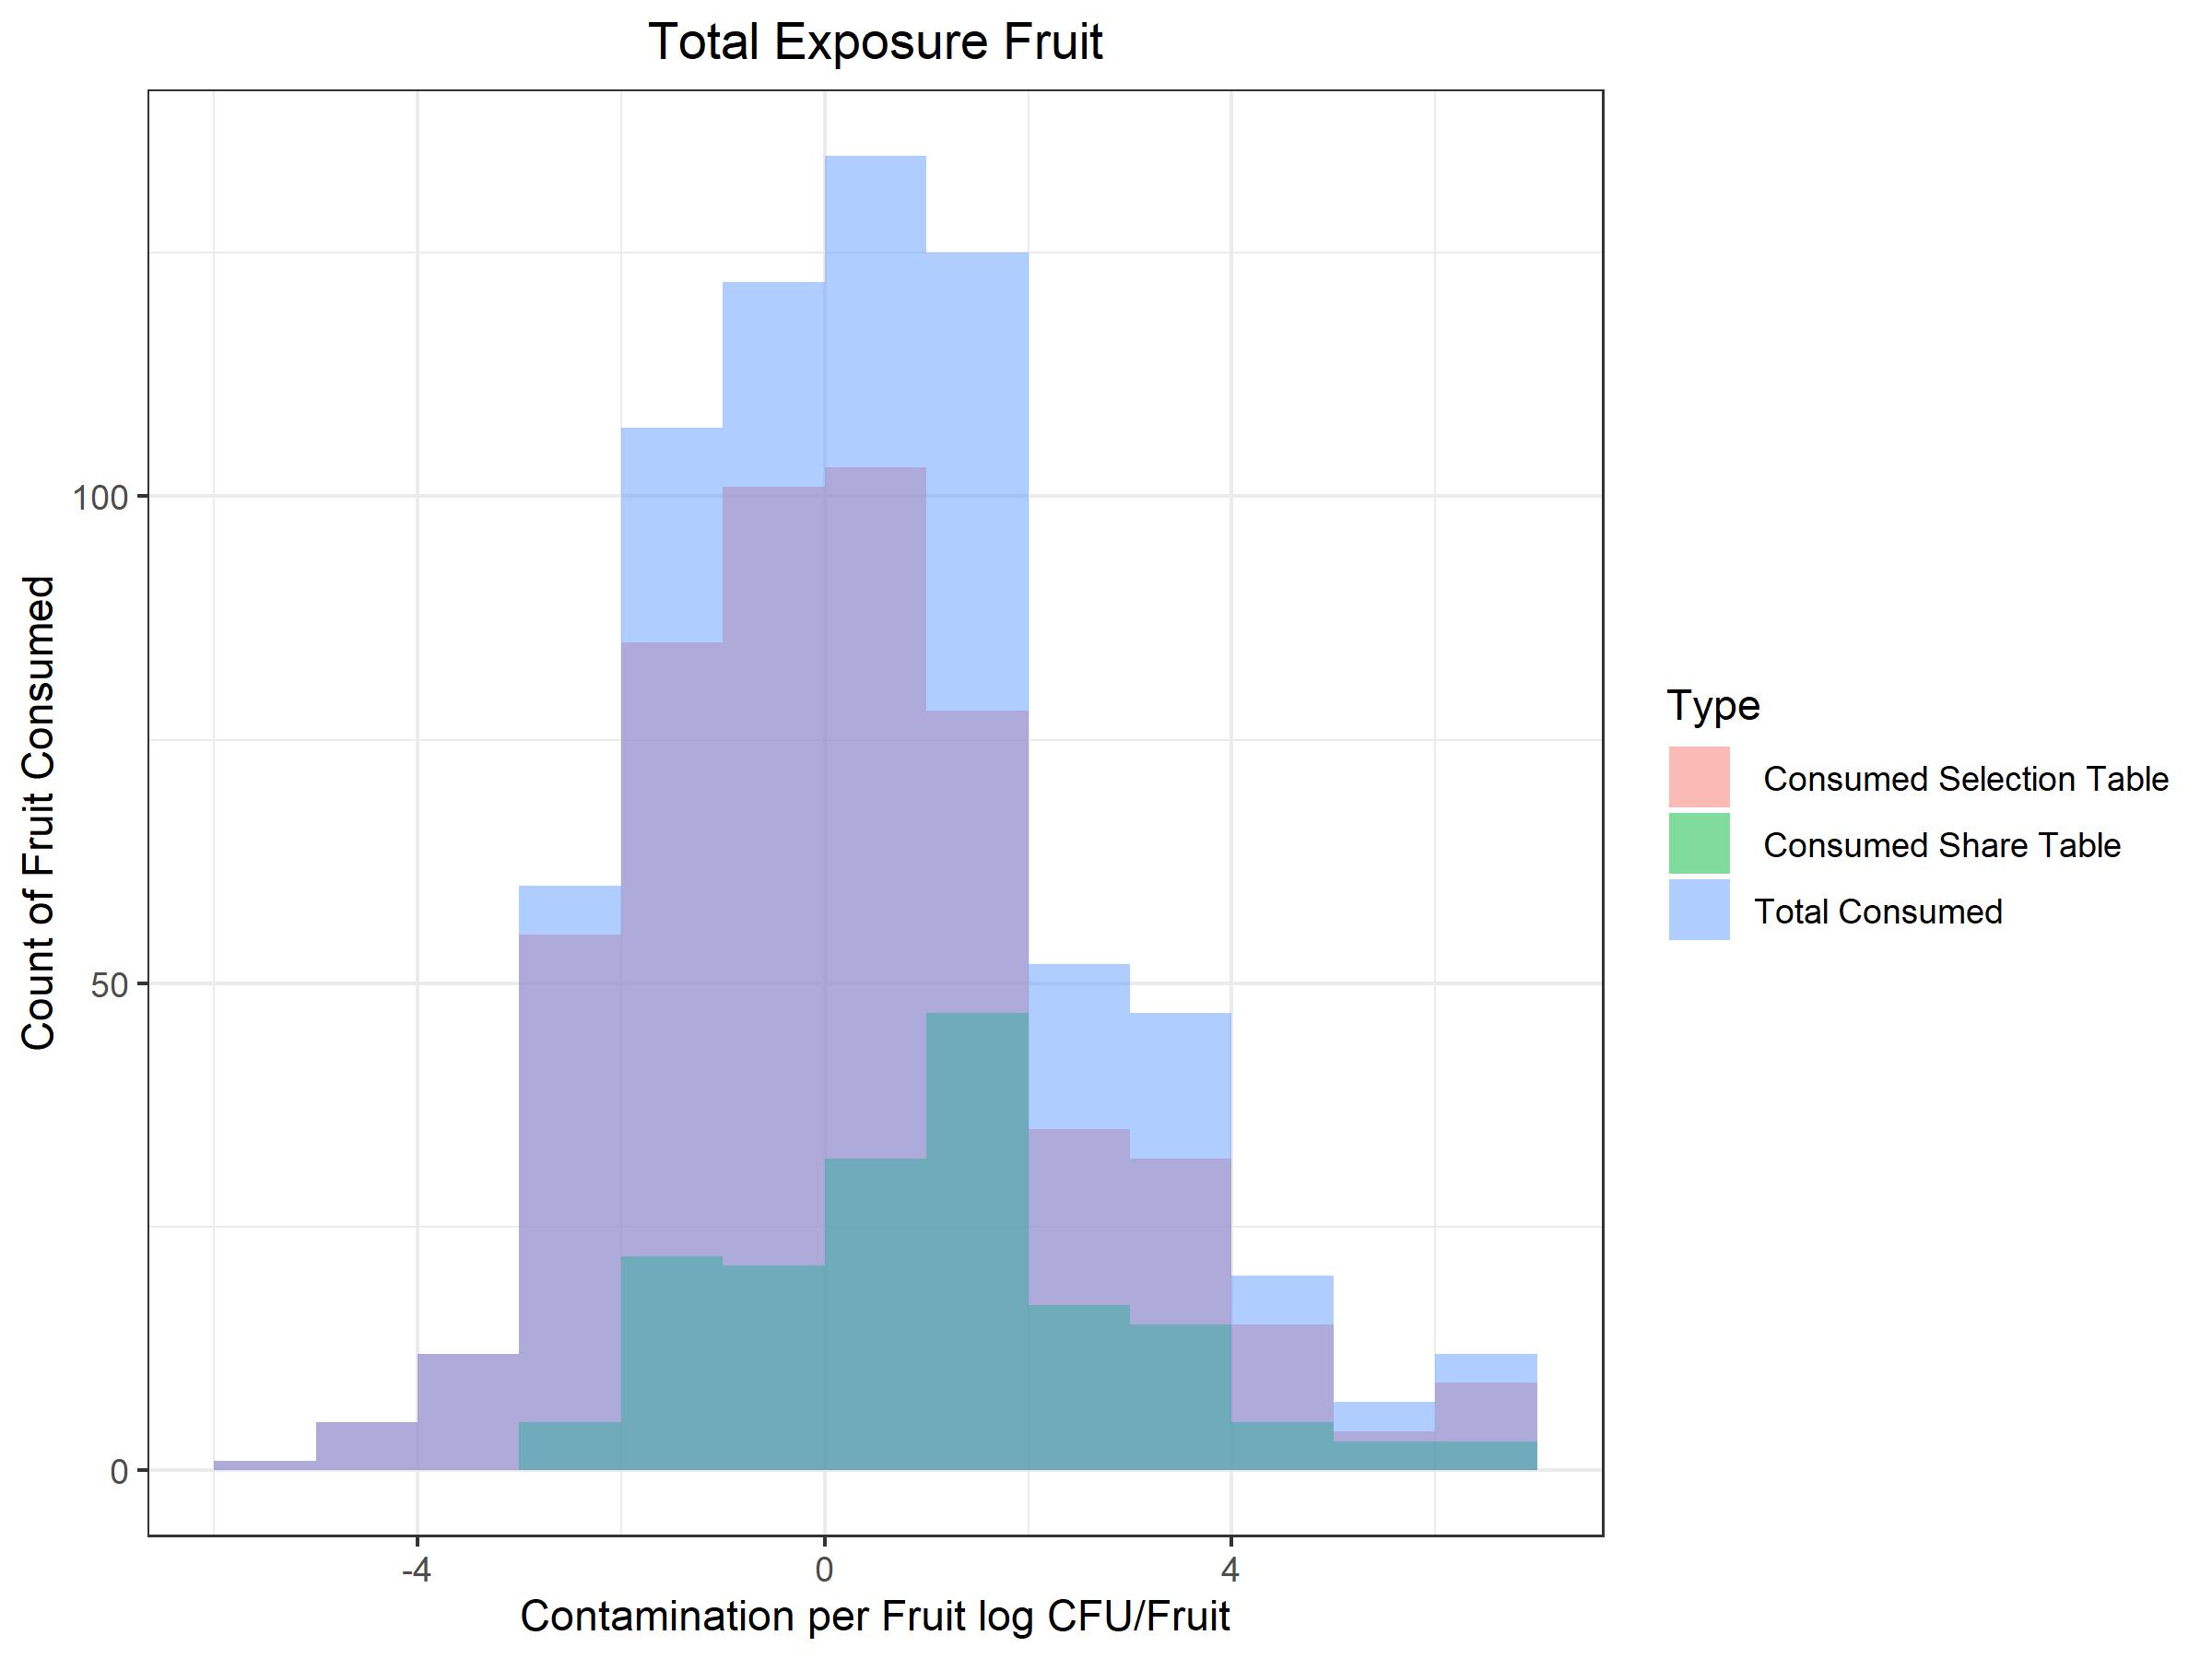 Total Exposure Fruit
Count of Fruit Consumed
100
50
0
-4
0
4
Contamination per Fruit log CFU/Fruit
Type
Consumed Selection Table
Consumed Share Table
Total Consumed